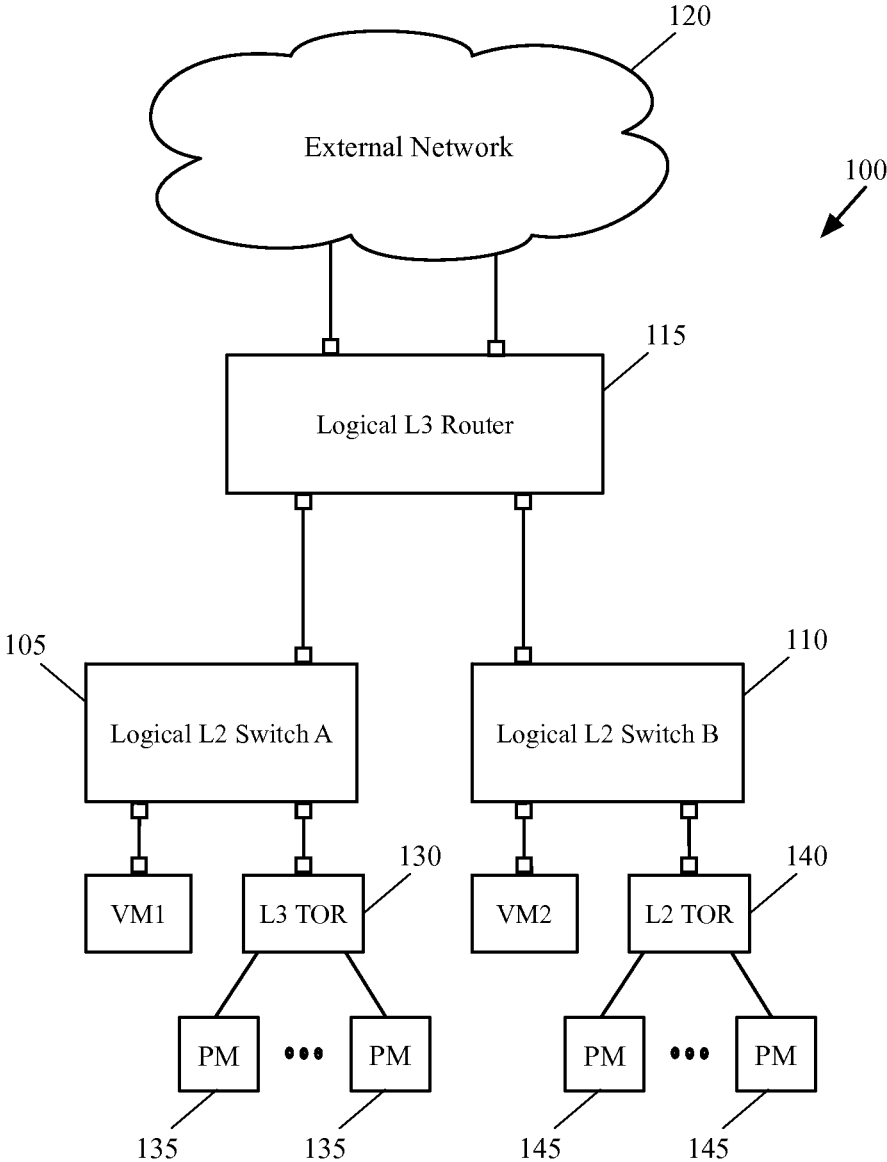 120
External Network
100
115
Logical L3 Router
105
110
Logical L2 Switch A
Logical L2 Switch B
130
140
VM1
L3 TOR
VM2
L2 TOR
PM
PM
PM
PM
135
135
145
145